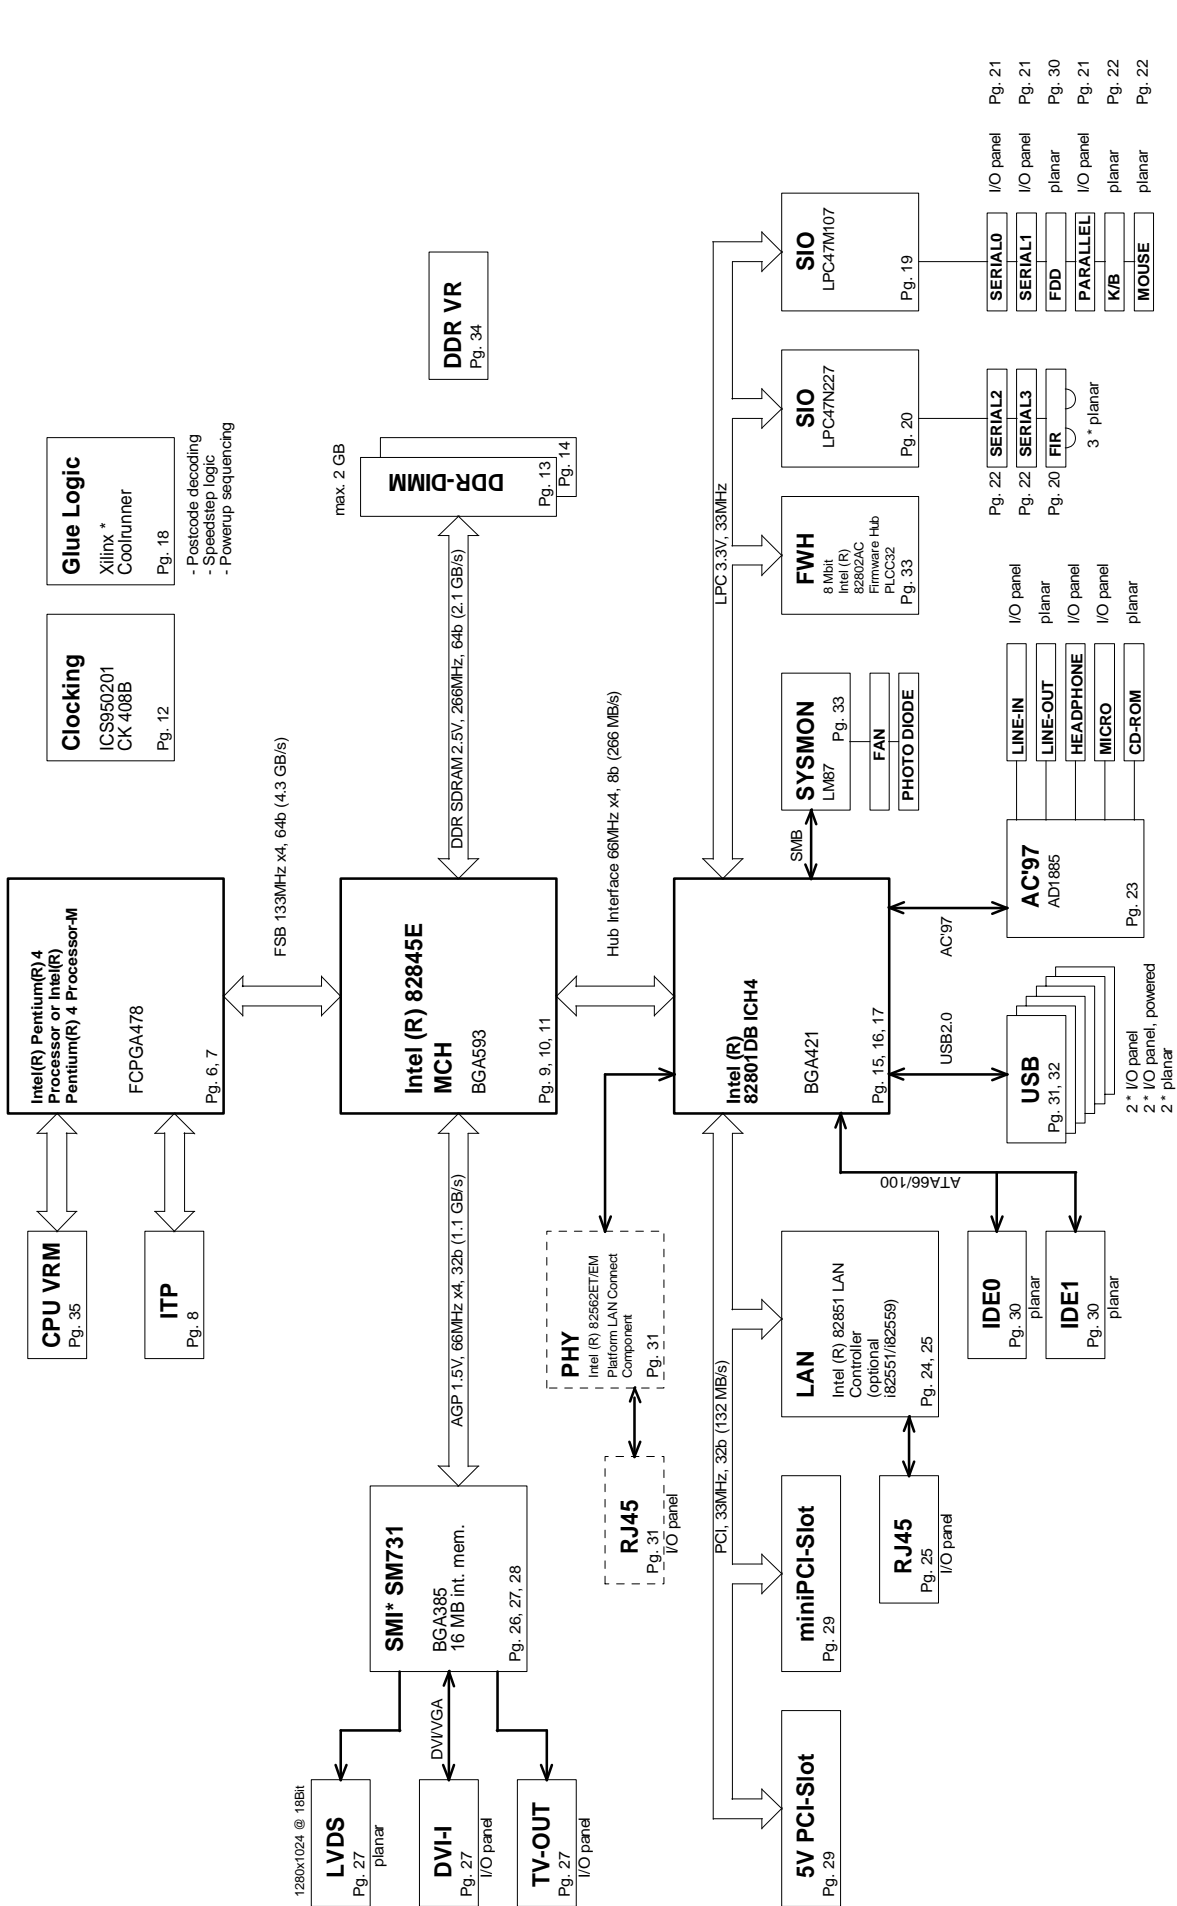 Intel(R) Pentium(R) 4
Processor or Intel(R)
Pentium(R) 4 Processor-M
FCPGA478
Pg. 6, 7
CPU VRM
Pg. 35
ITP
Pg. 8
Clocking
ICS950201
CK 408B
Pg. 12
Glue Logic
Xilinx *
Coolrunner
Pg. 18
- Postcode decoding
- Speedstep logic
- Powerup sequencing
FSB 133MHz x4, 64b (4.3 GB/s)
Intel (R) 82845E
MCH
BGA593
Pg. 9, 10, 11
AGP 1.5V, 66MHz x4, 32b (1.1 GB/s)
DDR SDRAM 2.5V, 266MHz, 64b (2.1 GB/s)
max. 2 GB
DDR-DIMM
Pg. 13
Pg. 14
DDR VR
Pg. 34
SMI* SM731
BGA385
16 MB int. mem.
Pg. 26, 27, 28
1280x1024 @ 18Bit
LVDS
Pg. 27
planar
DVI/VGA
DVI-I
Pg. 27
I/O panel
TV-OUT
Pg. 27
I/O panel
Hub Interface 66MHz x4, 8b (266 MB/s)
PHY
Intel (R) 82562ET/EM
Platform LAN Connect
Component
Pg. 31
RJ45
Pg. 31
I/O panel
Intel (R)
82801DB ICH4
BGA421
Pg. 15, 16, 17
PCI, 33MHz, 32b (132 MB/s)
LPC 3.3V, 33MHz
5V PCI-Slot
Pg. 29
miniPCI-Slot
Pg. 29
LAN
Intel (R) 82851 LAN
Controller
(optional
i82551/i82559)
Pg. 24, 25
RJ45
Pg. 25
I/O panel
SMB
SYSMON
LM87
Pg. 33
FAN
PHOTO DIODE
FWH
8 Mbit
Intel (R)
82802AC
Firmware Hub
PLCC32
Pg. 33
SIO
LPC47N227
Pg. 20
SIO
LPC47M107
Pg. 19
ATA66/100
IDE0
Pg. 30
planar
IDE1
Pg. 30
planar
USB2.0
USB
Pg. 31, 32
2 * I/O panel
2 * I/O panel, powered
2 * planar
AC'97
AC'97
AD1885
Pg. 23
LINE-IN I/O panel
LINE-OUT planar
HEADPHONE I/O panel
MICRO I/O panel
CD-ROM planar
Pg. 22 SERIAL2
Pg. 22 SERIAL3
Pg. 20 FIR
3 * planar
SERIAL0 I/O panel Pg. 21
SERIAL1 I/O panel Pg. 21
FDD planar Pg. 30
PARALLEL I/O panel Pg. 21
K/B planar Pg. 22
MOUSE planar Pg. 22